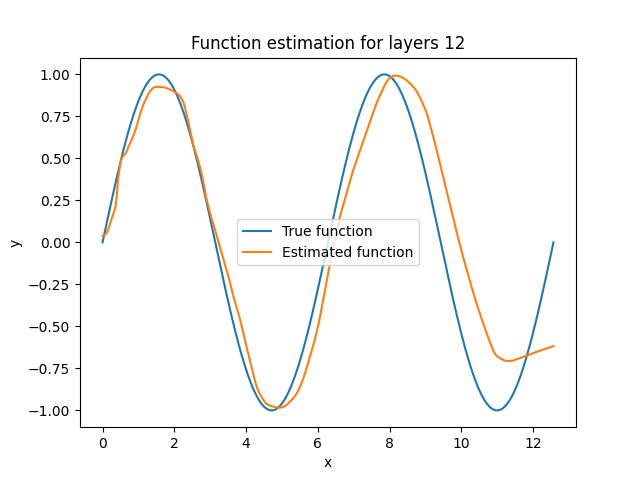 Function estimation for layers 12
1.00
0.75
0.50
0.25
0.00
−0.25
−0.50
−0.75
−1.00
y
True function
Estimated function
0 2 4 6 8 10 12
x